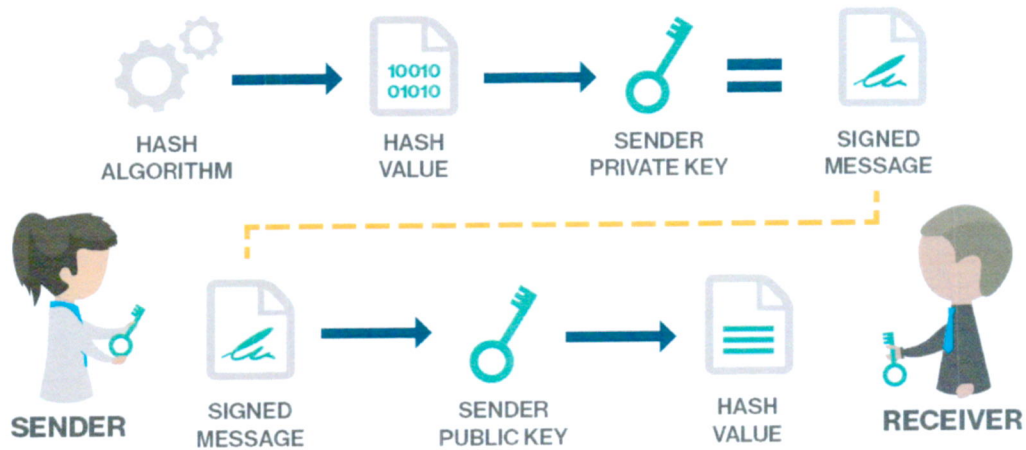 10010
01010
HASH
ALGORITHM
HASH
VALUE
SENDER
PRIVATE KEY
SIGNED
MESSAGE
SENDER
SIGNED
MESSAGE
SENDER
PUBLIC KEY
HASH
VALUE
RECEIVER